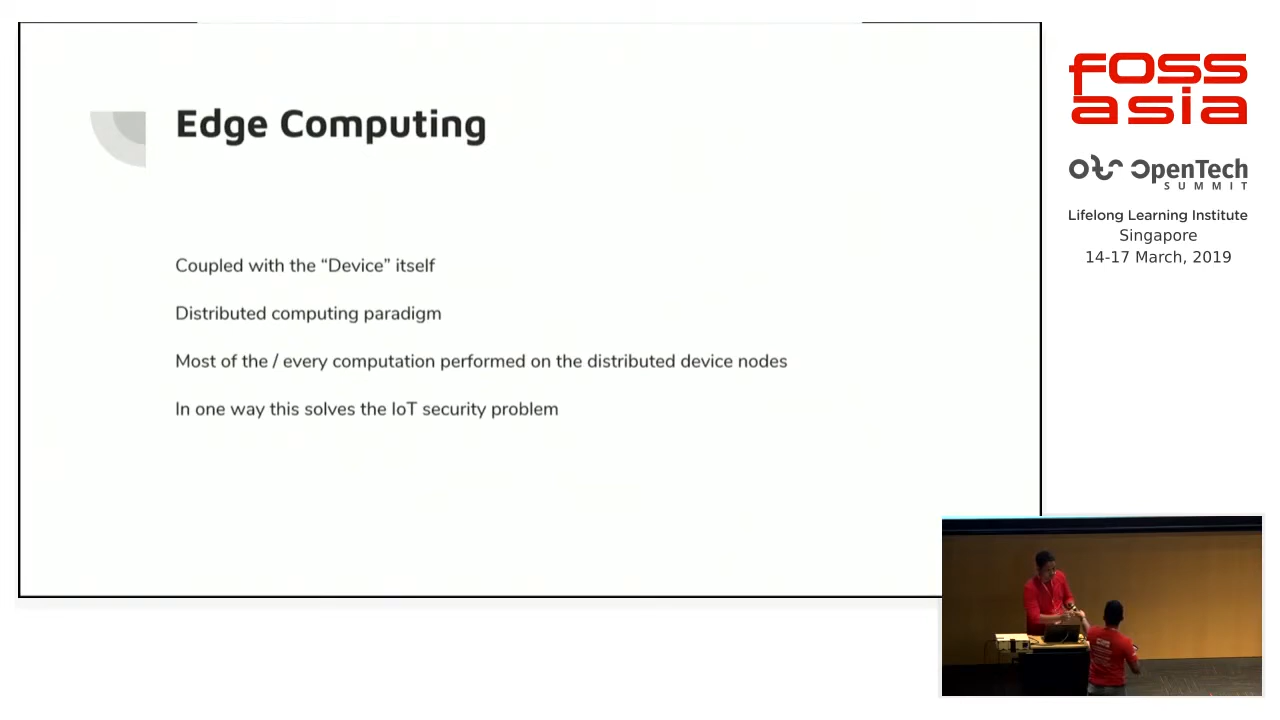 Edge Computing
Coupled with the “Device” itself
Distributed computing paradigm
Most of the / every computation performed on the distributed device nodes
In one way this solves the IoT security problem
FOSS
asia
OpenTech
SUMMIT
Lifelong Learning Institute
Singapore
14-17 March, 2019